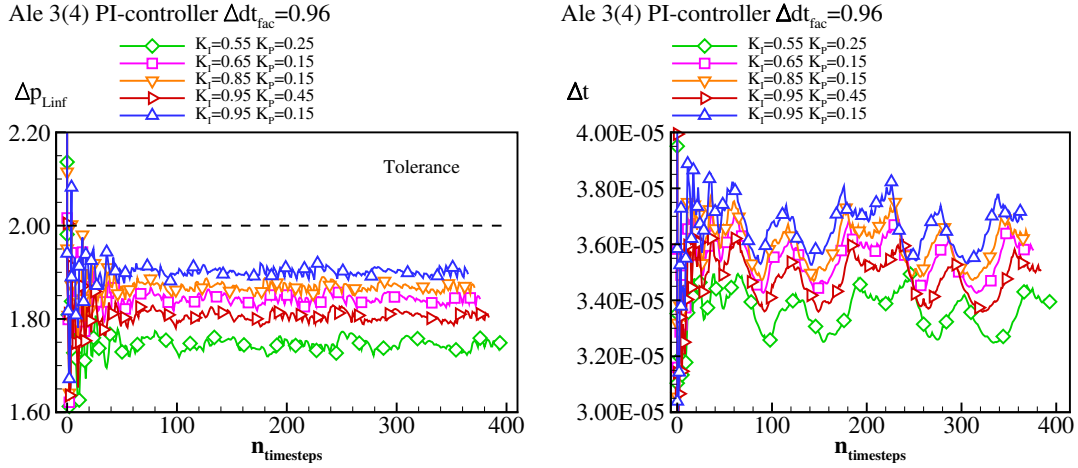 Ale 3(4) PI-controller Δdt_fac=0.96
K_I=0.55 K_P=0.25
K_I=0.65 K_P=0.15
K_I=0.85 K_P=0.15
K_I=0.95 K_P=0.45
K_I=0.95 K_P=0.15
Δp_Linf
2.20
2.00
1.80
1.60
Tolerance
0 100 200 300 400
n_timesteps
Ale 3(4) PI-controller Δdt_fac=0.96
K_I=0.55 K_P=0.25
K_I=0.65 K_P=0.15
K_I=0.85 K_P=0.15
K_I=0.95 K_P=0.45
K_I=0.95 K_P=0.15
Δt
4.00E-05
3.80E-05
3.60E-05
3.40E-05
3.20E-05
3.00E-05
0 100 200 300 400
n_timesteps